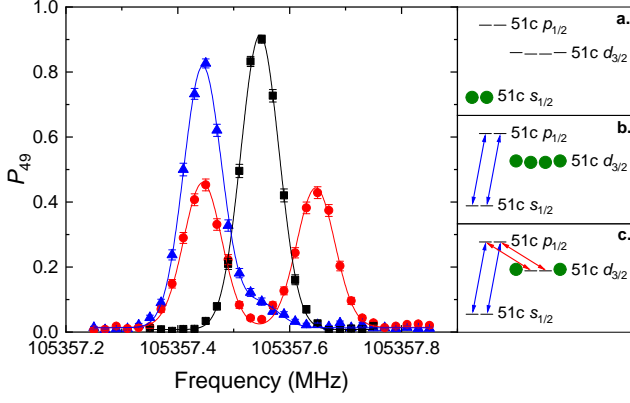 1.0
0.8
0.6
0.4
0.2
0.0
P49
105357.2 105357.4 105357.6 105357.8
Frequency (MHz)
a.
51c p1/2
51c d3/2
51c s1/2
b.
51c p1/2
51c d3/2
51c s1/2
c.
51c p1/2
51c d3/2
51c s1/2